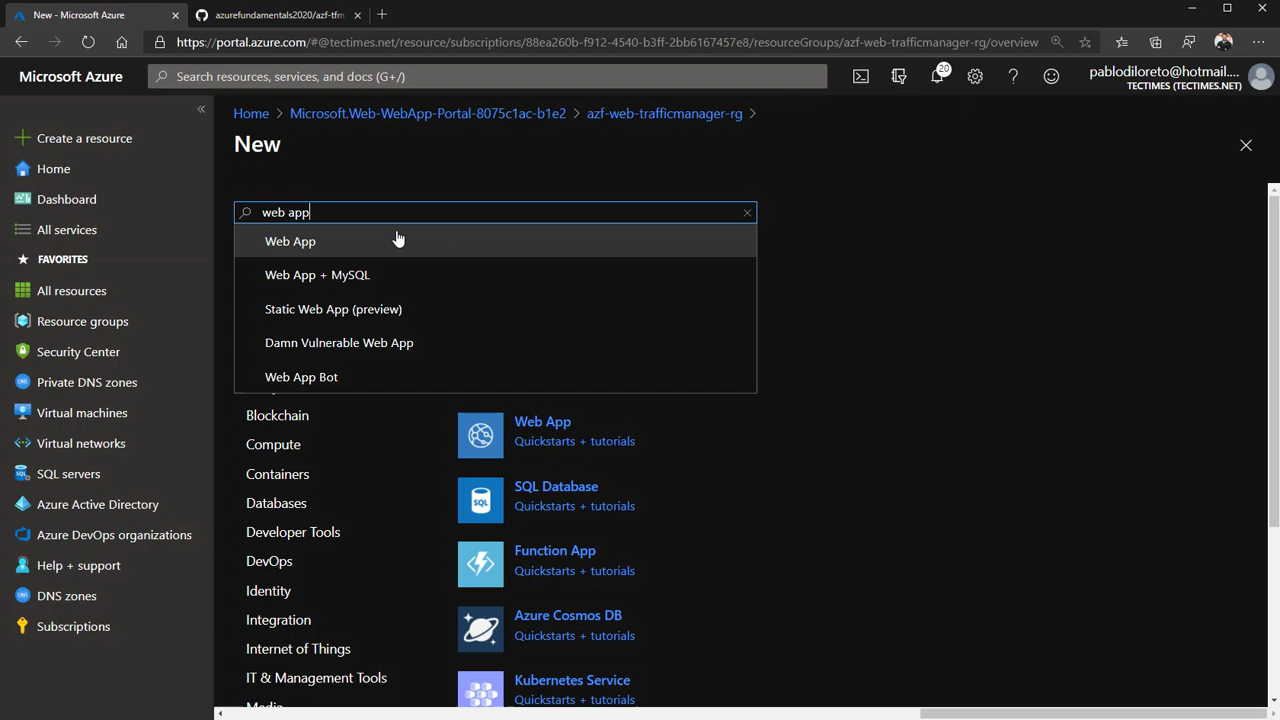 New - Microsoft Azure
azurefundamentals2020/azf-tfm
https://portal.azure.com/#@tectimes.net/resource/subscriptions/88ea260b-f912-4540-b3ff-2bb6167457e8/resourceGroups/azf-web-trafficmanager-rg/overview
Microsoft Azure
Search resources, services, and docs (G+/)
20
pablodiloreto@hotmail....
TECTIMES (TECTIMES.NET)
Create a resource
Home
Dashboard
All services
FAVORITES
All resources
Resource groups
Security Center
Private DNS zones
Virtual machines
Virtual networks
SQL servers
Azure Active Directory
Azure DevOps organizations
Help + support
DNS zones
Subscriptions
Home > Microsoft.Web-WebApp-Portal-8075c1ac-b1e2 > azf-web-trafficmanager-rg >
New
web app
Web App
Web App + MySQL
Static Web App (preview)
Damn Vulnerable Web App
Web App Bot
Blockchain
Compute
Containers
Databases
Developer Tools
DevOps
Identity
Integration
Internet of Things
IT & Management Tools
Media
Web App
Quickstarts + tutorials
SQL
SQL Database
Quickstarts + tutorials
Function App
Quickstarts + tutorials
Azure Cosmos DB
Quickstarts + tutorials
Kubernetes Service
Quickstarts + tutorials